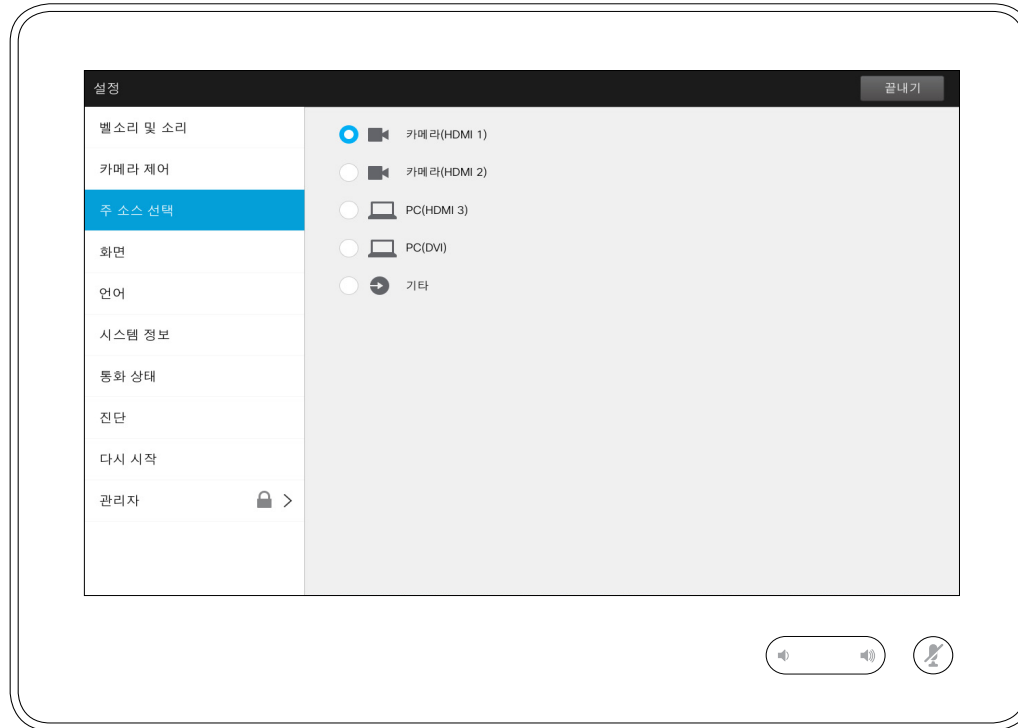 설정
끝내기
벨소리 및 소리
카메라 제어
주 소스 선택
화면
언어
시스템 정보
통화 상태
진단
다시 시작
관리자
카메라(HDMI 1)
카메라(HDMI 2)
PC(HDMI 3)
PC(DVI)
기타